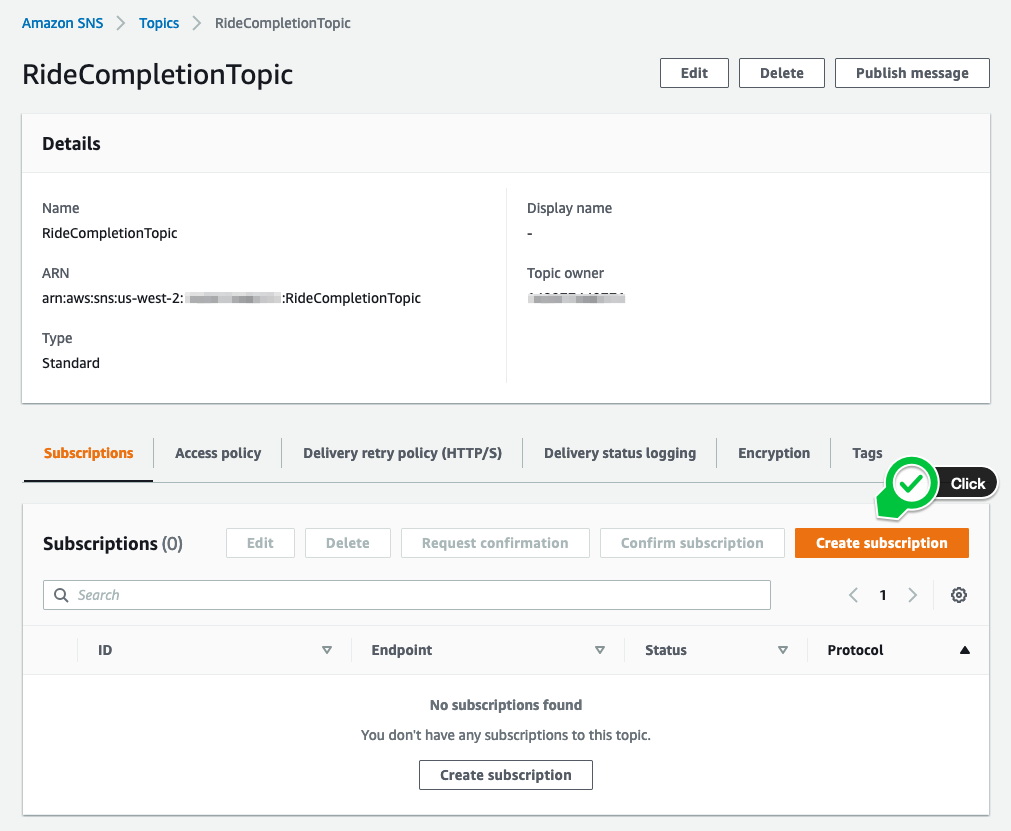 Amazon SNS > Topics > RideCompletionTopic
RideCompletionTopic
Edit Delete Publish message
Details
Name
RideCompletionTopic
Display name
-
ARN
arn:aws:sns:us-west-2: :RideCompletionTopic
Topic owner
Type
Standard
Subscriptions Access policy Delivery retry policy (HTTP/S) Delivery status logging Encryption Tags
Click
Subscriptions (0) Edit Delete Request confirmation Confirm subscription Create subscription
Search 1
ID Endpoint Status Protocol
No subscriptions found
You don't have any subscriptions to this topic.
Create subscription